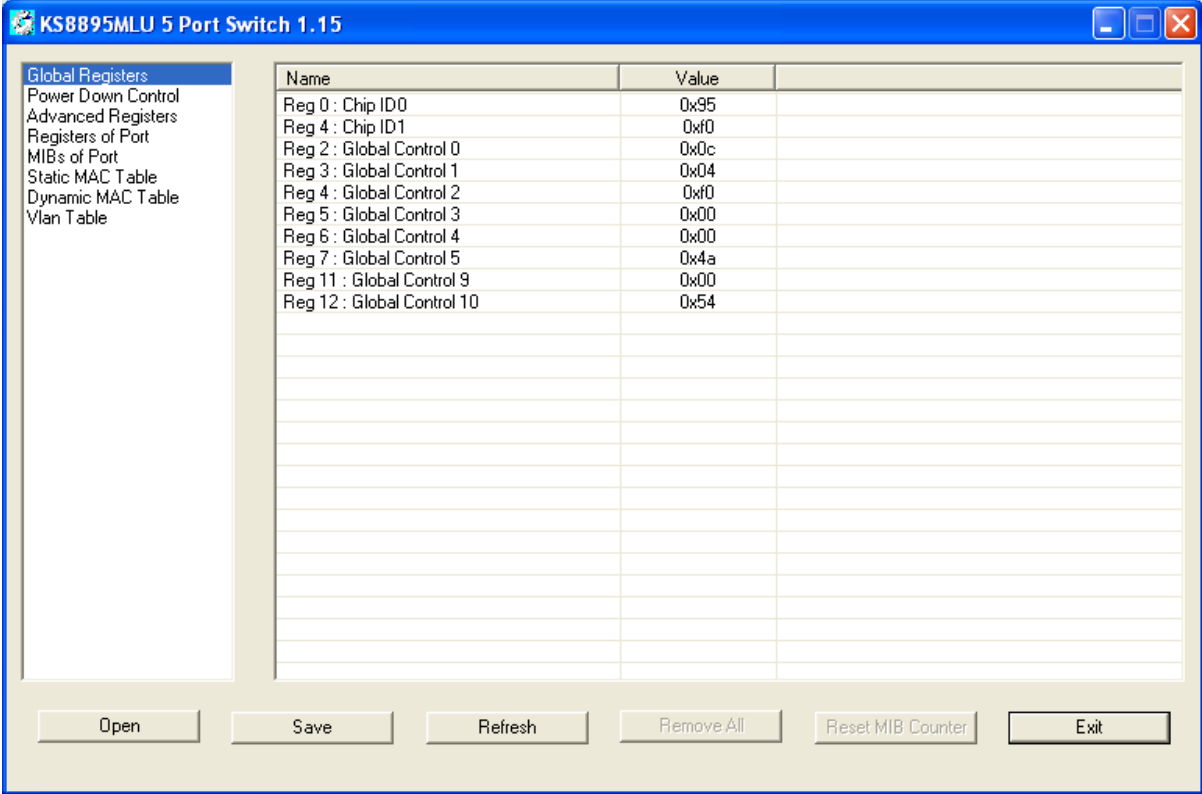 KS8895MLU 5 Port Switch 1.15
Global Registers
Power Down Control
Advanced Registers
Registers of Port
MIBs of Port
Static MAC Table
Dynamic MAC Table
Vlan Table
Name Value
Reg 0 : Chip ID0 0x95
Reg 4 : Chip ID1 0xf0
Reg 2 : Global Control 0 0x0c
Reg 3 : Global Control 1 0x04
Reg 4 : Global Control 2 0xf0
Reg 5 : Global Control 3 0x00
Reg 6 : Global Control 4 0x00
Reg 7 : Global Control 5 0x4a
Reg 11 : Global Control 9 0x00
Reg 12 : Global Control 10 0x54
Open Save Refresh Remove All Reset MIB Counter Exit